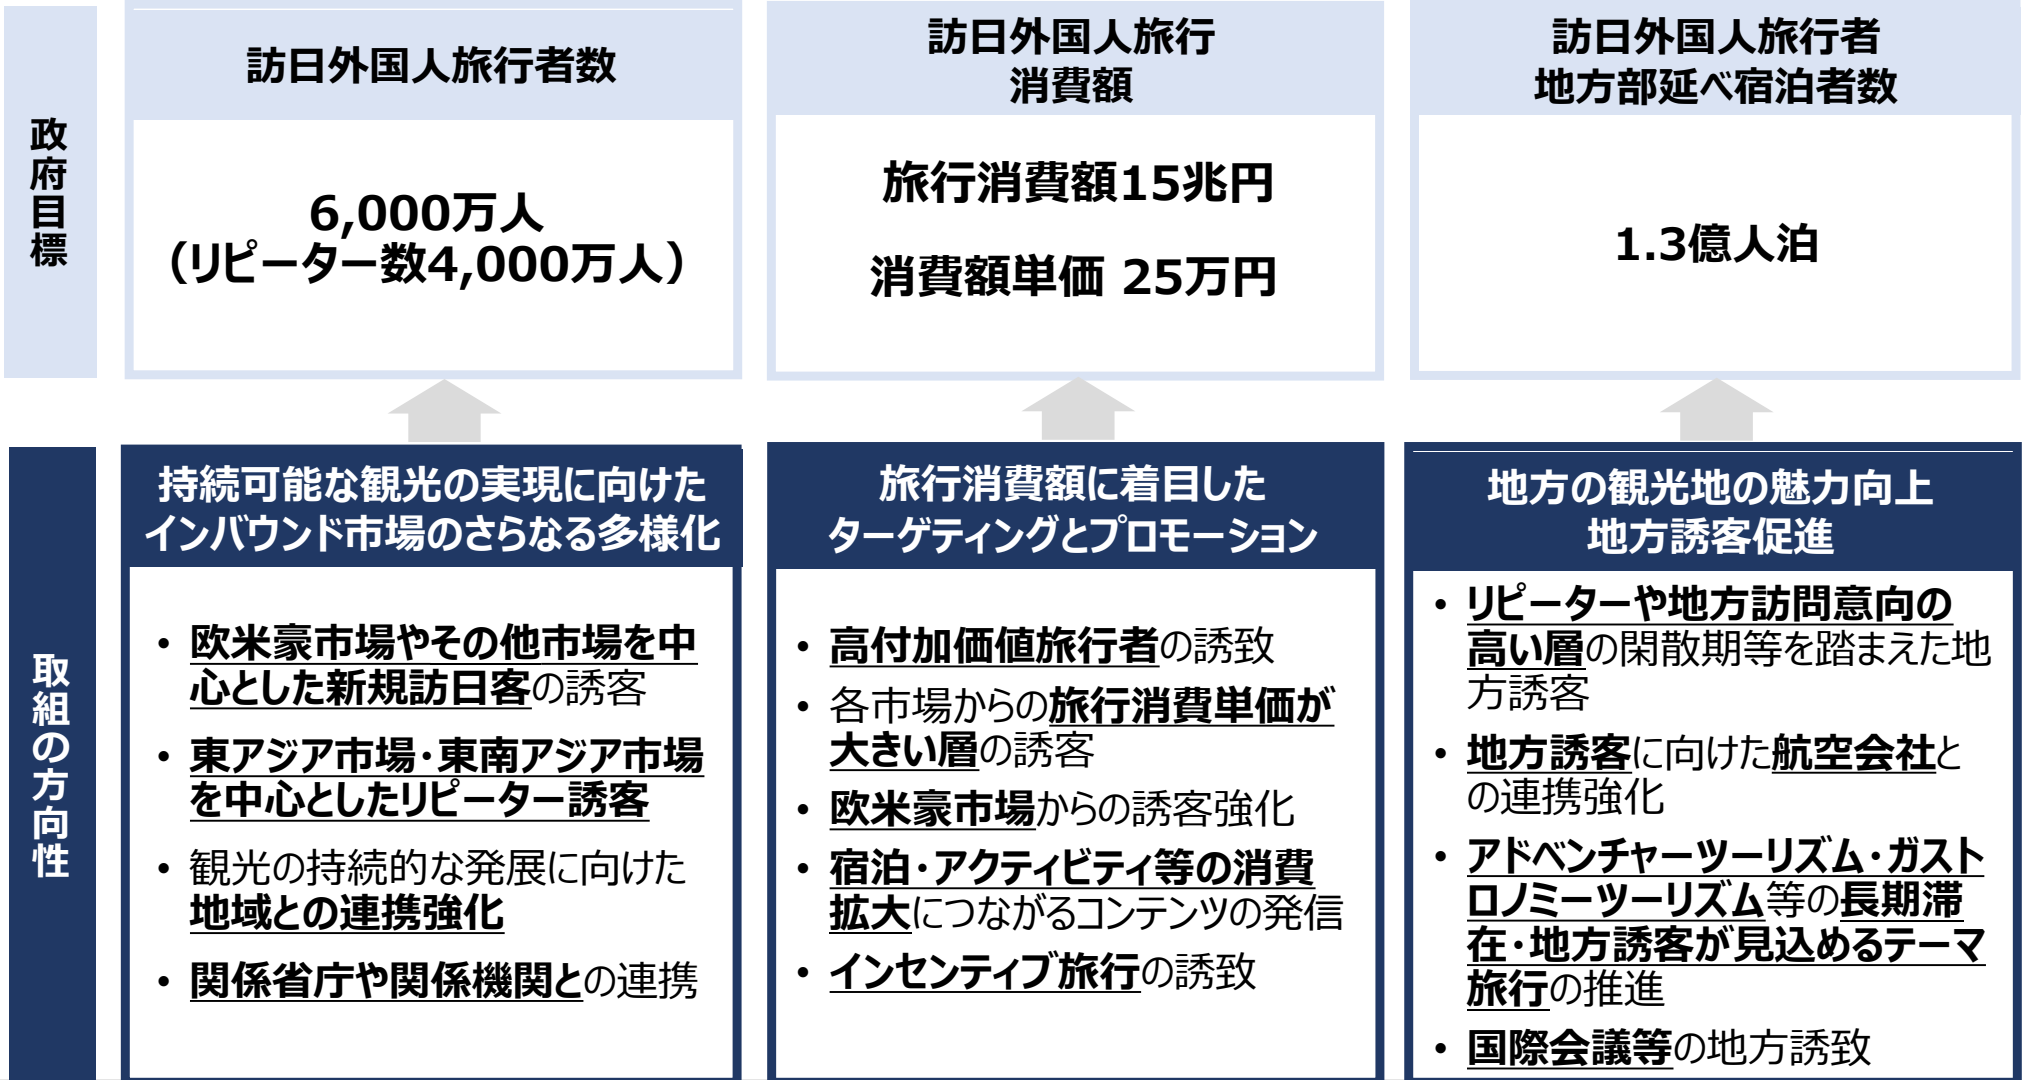 政府目標
訪日外国人旅行者数
6,000万人
（リピーター数4,000万人）
訪日外国人旅行
消費額
旅行消費額15兆円
消費額単価 25万円
訪日外国人旅行者
地方部延べ宿泊者数
1.3億人泊
取組の方向性
持続可能な観光の実現に向けた
インバウンド市場のさらなる多様化
• 欧米豪市場やその他市場を中
心とした新規訪日客の誘客
• 東アジア市場・東南アジア市場
を中心としたリピーター誘客
• 観光の持続的な発展に向けた
地域との連携強化
• 関係省庁や関係機関との連携
旅行消費額に着目した
ターゲティングとプロモーション
• 高付加価値旅行者の誘致
• 各市場からの旅行消費単価が
大きい層の誘客
• 欧米豪市場からの誘客強化
• 宿泊・アクティビティ等の消費
拡大につながるコンテンツの発信
• インセンティブ旅行の誘致
地方の観光地の魅力向上
地方誘客促進
• リピーターや地方訪問意向の
高い層の閑散期等を踏まえた地
方誘客
• 地方誘客に向けた航空会社と
の連携強化
• アドベンチャーツーリズム・ガスト
ロノミーツーリズム等の長期滞
在・地方誘客が見込めるテーマ
旅行の推進
• 国際会議等の地方誘致